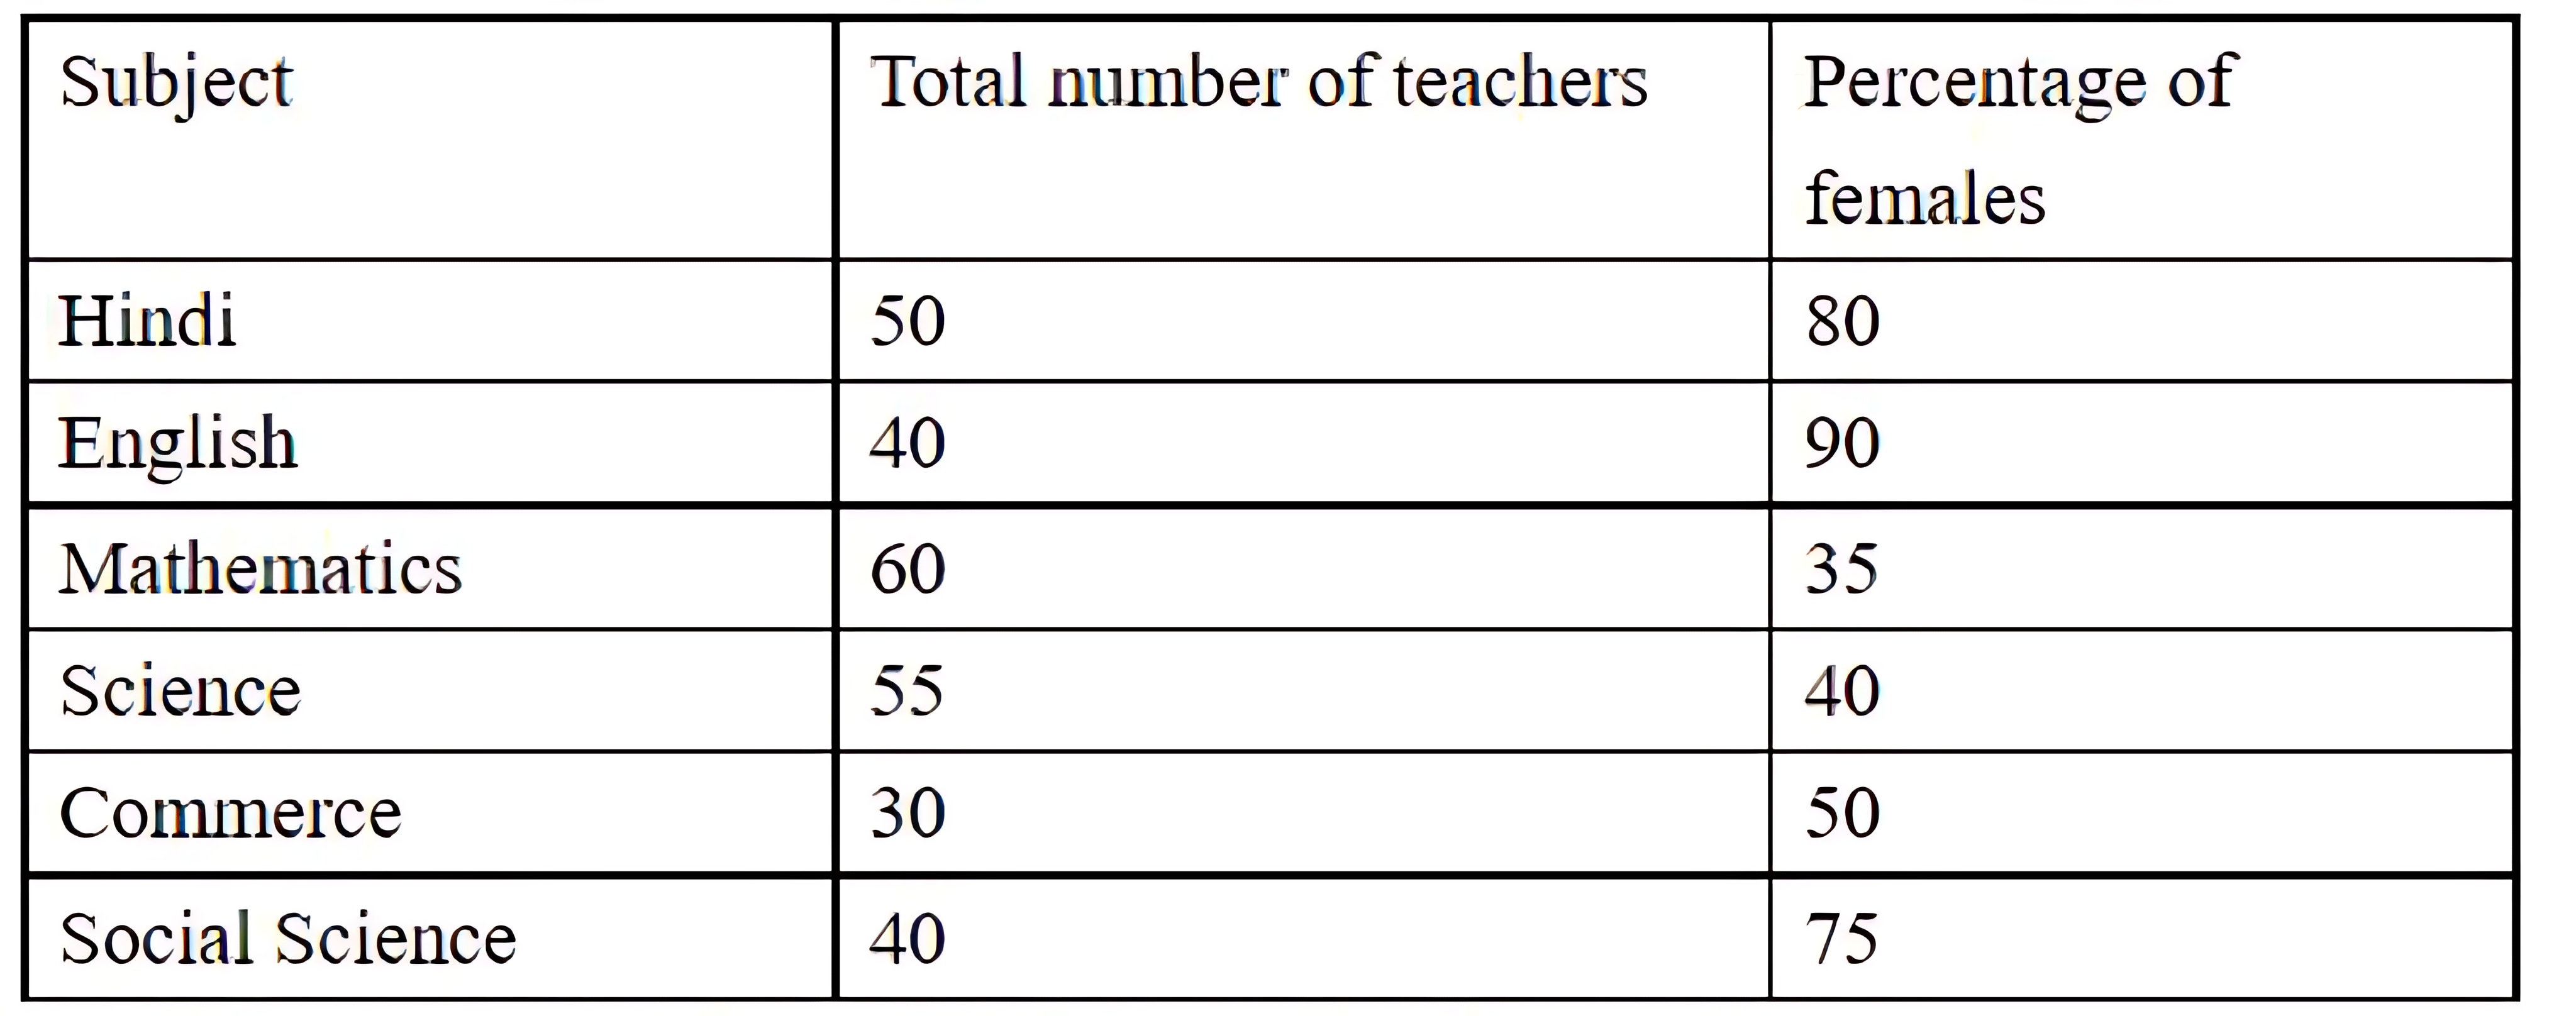 Subject Total number of teachers Percentage of
females
Hindi 50 80
English 40 90
Mathematics 60 35
Science 55 40
Commerce 30 50
Social Science 40 75